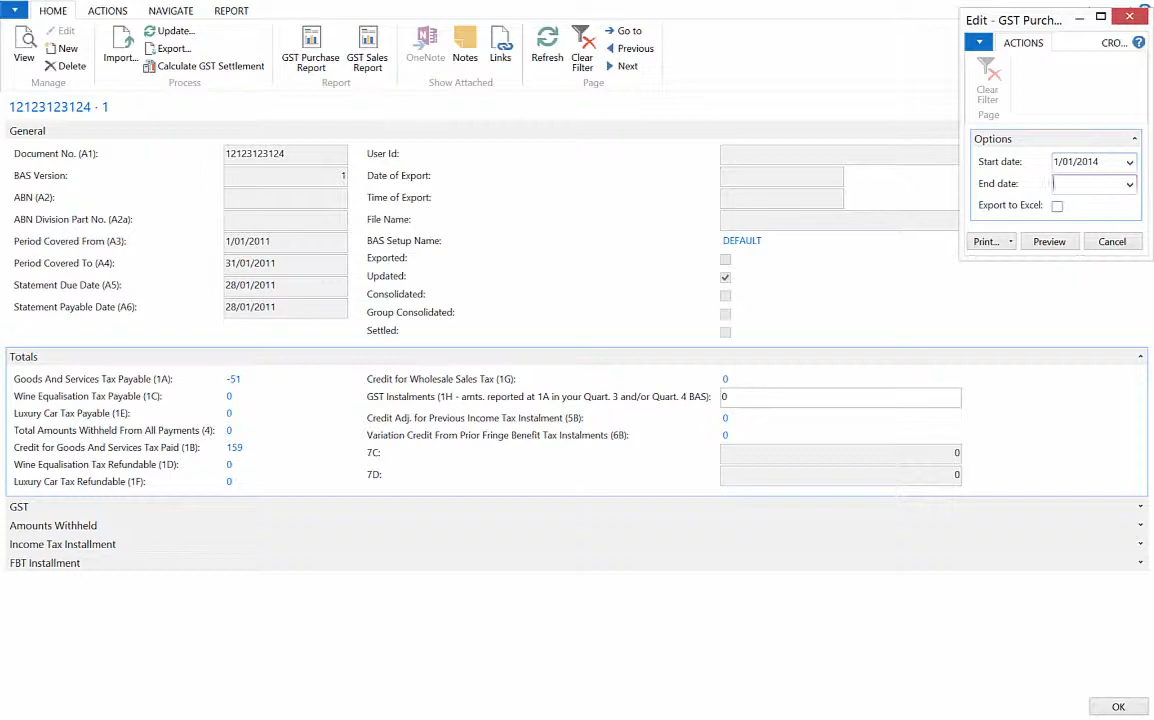 HOME ACTIONS NAVIGATE REPORT
View
Edit
New
Delete
Manage
Import...
Update...
Export...
Calculate GST Settlement
Process
GST Purchase Report
GST Sales Report
Report
OneNote
Notes
Links
Show Attached
Refresh
Clear Filter
Go to
Previous
Next
Page
12123123124 · 1
General
Document No. (A1): 12123123124
BAS Version: 1
ABN (A2):
ABN Division Part No. (A2a):
Period Covered From (A3): 1/01/2011
Period Covered To (A4): 31/01/2011
Statement Due Date (A5): 28/01/2011
Statement Payable Date (A6): 28/01/2011
User Id:
Date of Export:
Time of Export:
File Name:
BAS Setup Name: DEFAULT
Exported:
Updated:
Consolidated:
Group Consolidated:
Settled:
Totals
Goods And Services Tax Payable (1A): -51
Wine Equalisation Tax Payable (1C): 0
Luxury Car Tax Payable (1E): 0
Total Amounts Withheld From All Payments (4): 0
Credit for Goods And Services Tax Paid (1B): 159
Wine Equalisation Tax Refundable (1D): 0
Luxury Car Tax Refundable (1F): 0
Credit for Wholesale Sales Tax (1G): 0
GST Instalments (1H - amts. reported at 1A in your Quart. 3 and/or Quart. 4 BAS): 0
Credit Adj. for Previous Income Tax Instalment (5B): 0
Variation Credit From Prior Fringe Benefit Tax Instalments (6B): 0
7C: 0
7D: 0
GST
Amounts Withheld
Income Tax Installment
FBT Installment
OK
Edit - GST Purch...
ACTIONS CRO...
Clear
Filter
Page
Options
Start date: 1/01/2014
End date:
Export to Excel:
Print... Preview Cancel